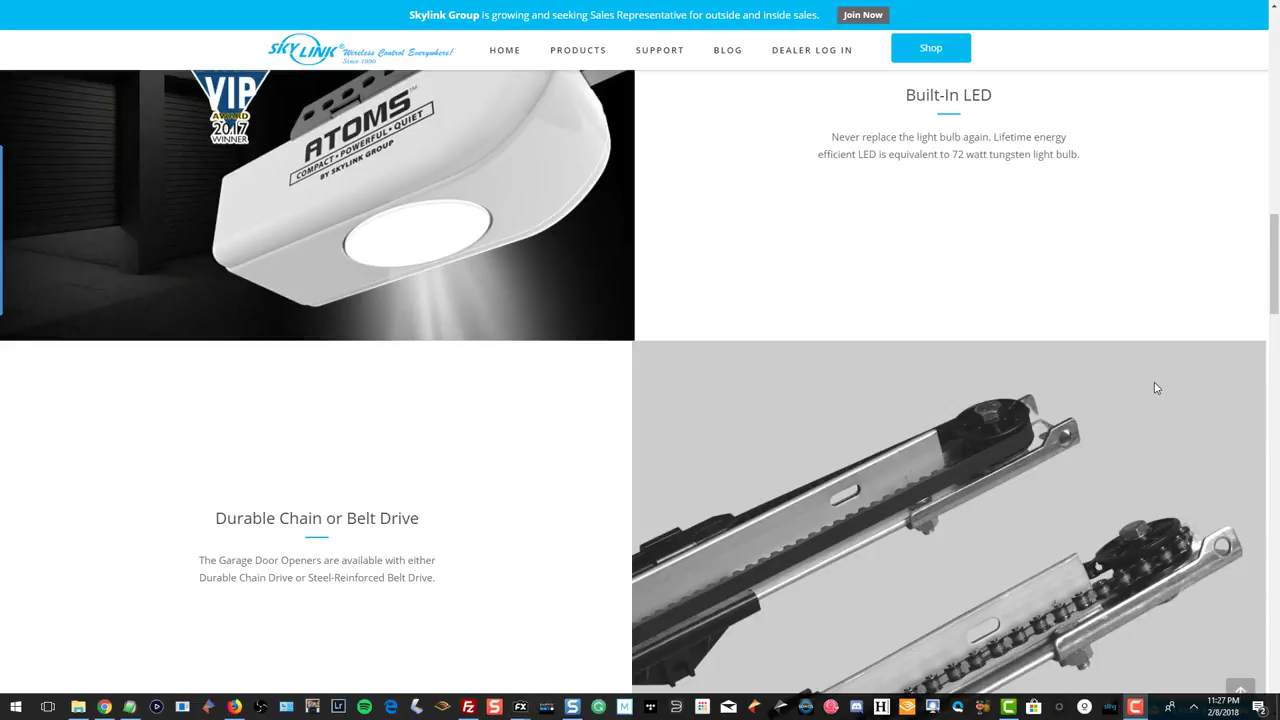 Skylink Group is growing and seeking Sales Representative for outside and inside sales. Join Now
SKYLINK® Wireless Control Everywhere! Since 1990
HOME PRODUCTS SUPPORT BLOG DEALER LOG IN Shop
VIP
AWARD
2017
WINNER
ATOMS™
COMPACT • POWERFUL • QUIET
BY SKYLINK GROUP
Built-In LED
Never replace the light bulb again. Lifetime energy
efficient LED is equivalent to 72 watt tungsten light bulb.
Durable Chain or Belt Drive
The Garage Door Openers are available with either
Durable Chain Drive or Steel-Reinforced Belt Drive.
11:27 PM
2/8/2018